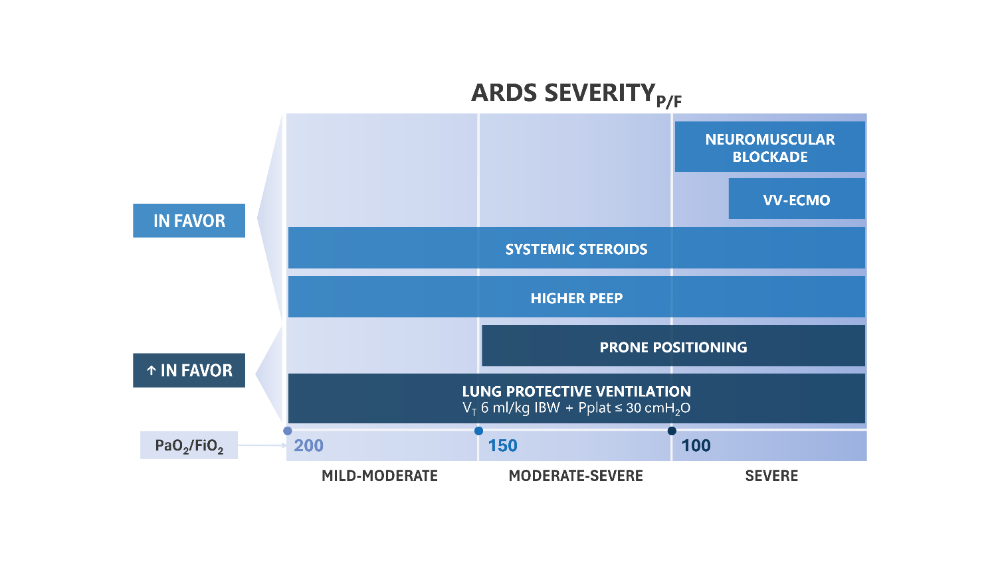 ARDS SEVERITY P/F
NEUROMUSCULAR
BLOCKADE
VV-ECMO
IN FAVOR
SYSTEMIC STEROIDS
HIGHER PEEP
PRONE POSITIONING
↑ IN FAVOR
LUNG PROTECTIVE VENTILATION
VT 6 ml/kg IBW + Pplat ≤ 30 cmH2O
PaO2/FiO2
200
150
100
MILD-MODERATE
MODERATE-SEVERE
SEVERE